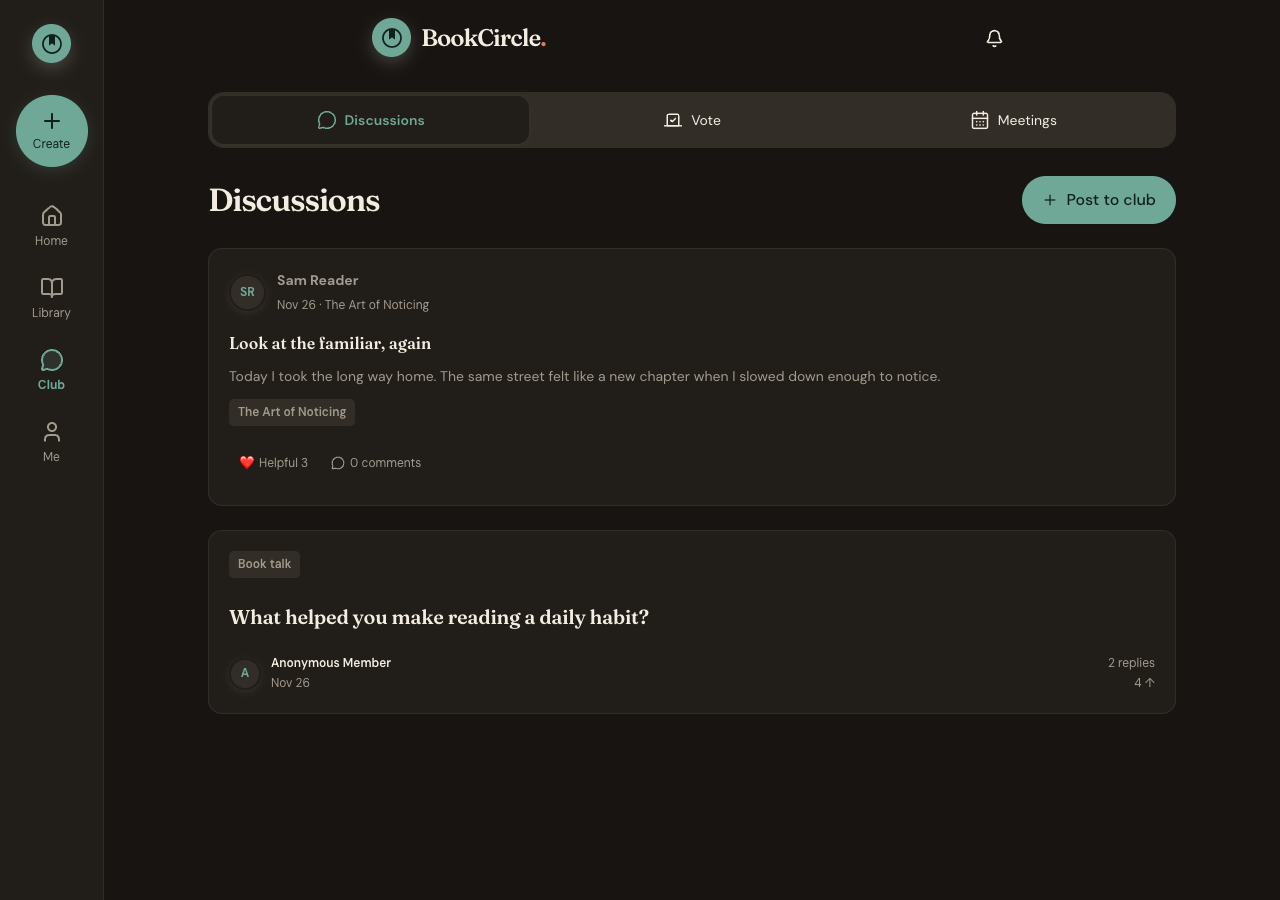 BookCircle.
Create
Home
Library
Club
Me
Discussions
Vote
Meetings
Discussions
Post to club
SR
Sam Reader
Nov 26 · The Art of Noticing
Look at the familiar, again
Today I took the long way home. The same street felt like a new chapter when I slowed down enough to notice.
The Art of Noticing
❤️ Helpful 3
0 comments
Book talk
What helped you make reading a daily habit?
A
Anonymous Member
Nov 26
2 replies
4 ↑